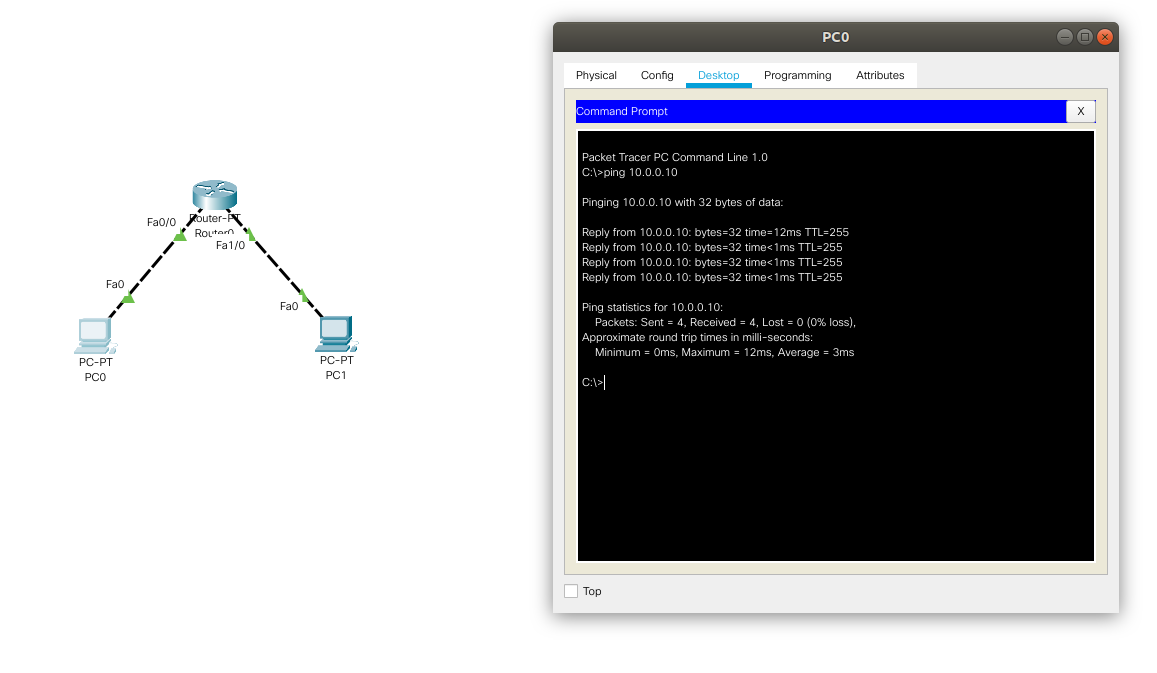 Router-PT
Router0
Fa0/0
Fa1/0
Fa0
Fa0
PC-PT
PC0
PC-PT
PC1
PC0
Physical Config Desktop Programming Attributes
Command Prompt X
Packet Tracer PC Command Line 1.0
C:\>ping 10.0.0.10
Pinging 10.0.0.10 with 32 bytes of data:
Reply from 10.0.0.10: bytes=32 time=12ms TTL=255
Reply from 10.0.0.10: bytes=32 time<1ms TTL=255
Reply from 10.0.0.10: bytes=32 time<1ms TTL=255
Reply from 10.0.0.10: bytes=32 time<1ms TTL=255
Ping statistics for 10.0.0.10:
Packets: Sent = 4, Received = 4, Lost = 0 (0% loss),
Approximate round trip times in milli-seconds:
Minimum = 0ms, Maximum = 12ms, Average = 3ms
C:\>
Top